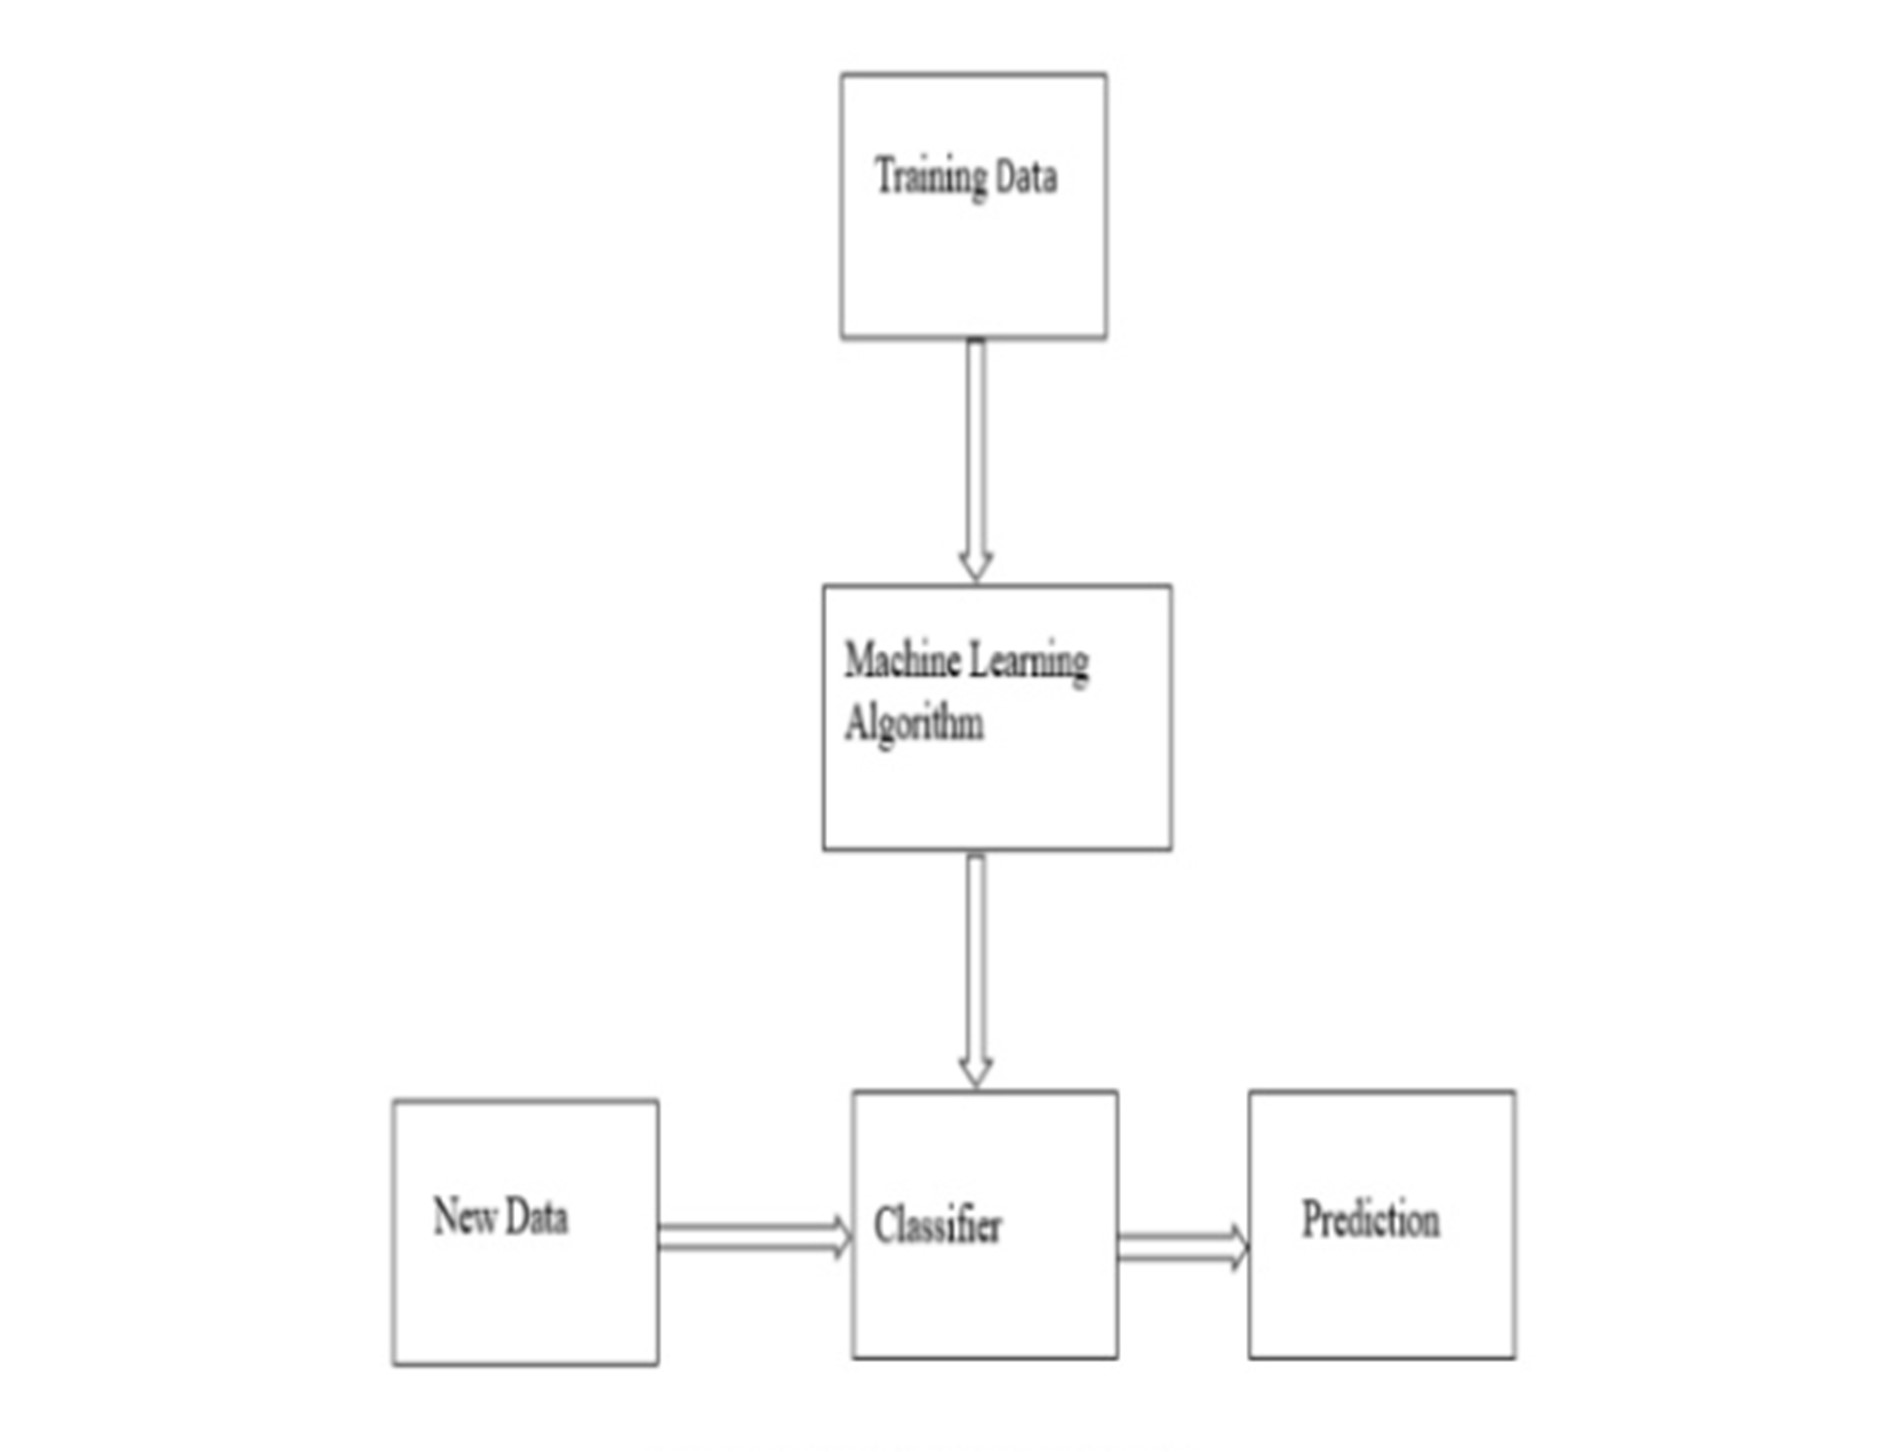 Training Data
Machine Learning
Algorithm
New Data
Classifier
Prediction